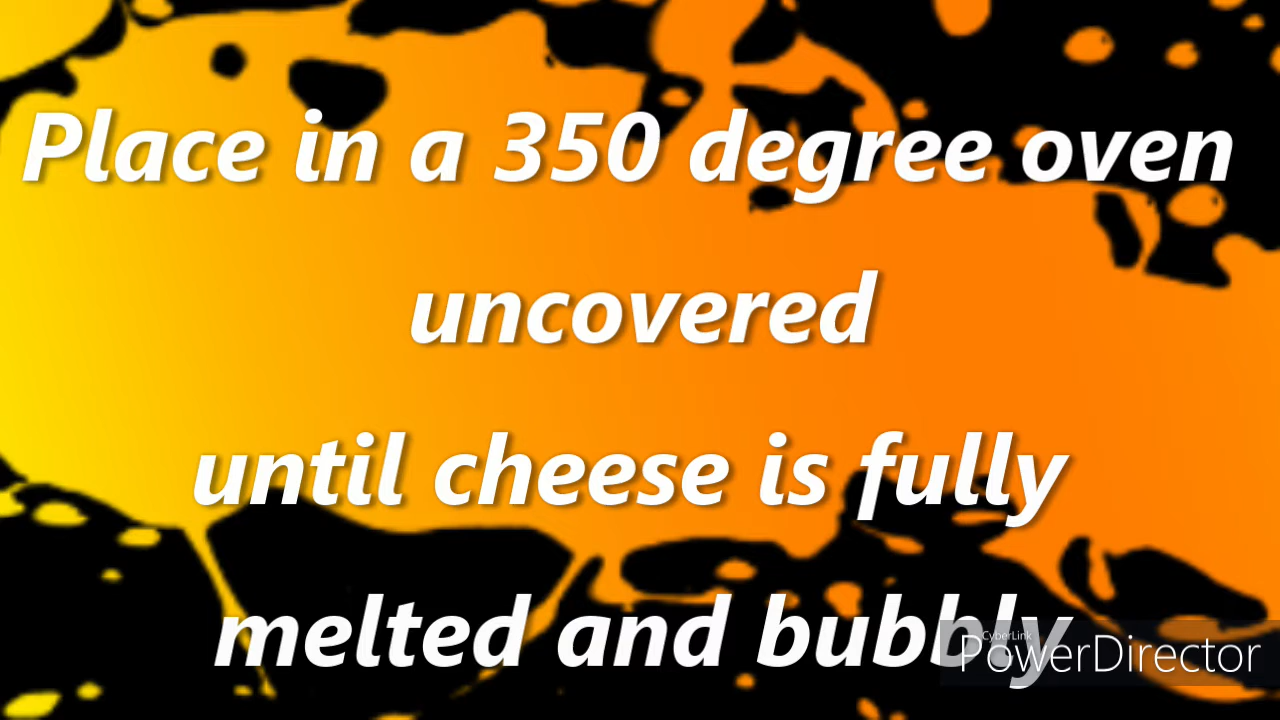 Place in a 350 degree oven
uncovered
until cheese is fully
melted and bubbly
CyberLink
PowerDirector